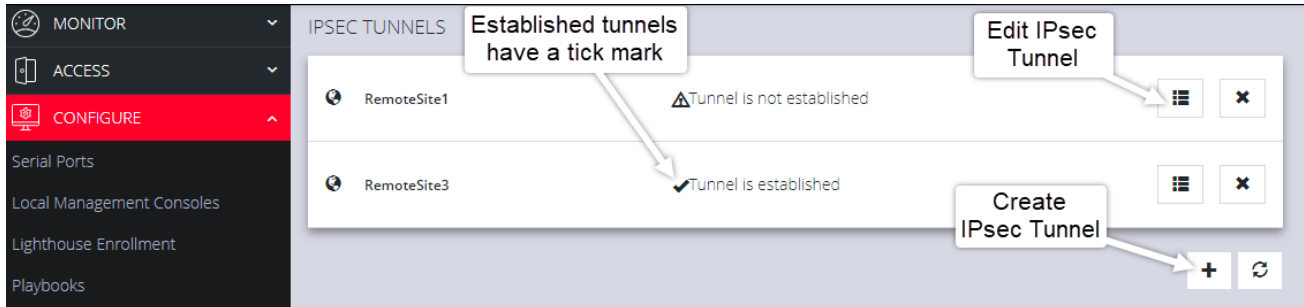 MONITOR
ACCESS
CONFIGURE
Serial Ports
Local Management Consoles
Lighthouse Enrollment
Playbooks
IPSEC TUNNELS
Established tunnels
have a tick mark
Edit IPsec
Tunnel
RemoteSite1
Tunnel is not established
RemoteSite3
Tunnel is established
Create
IPsec Tunnel